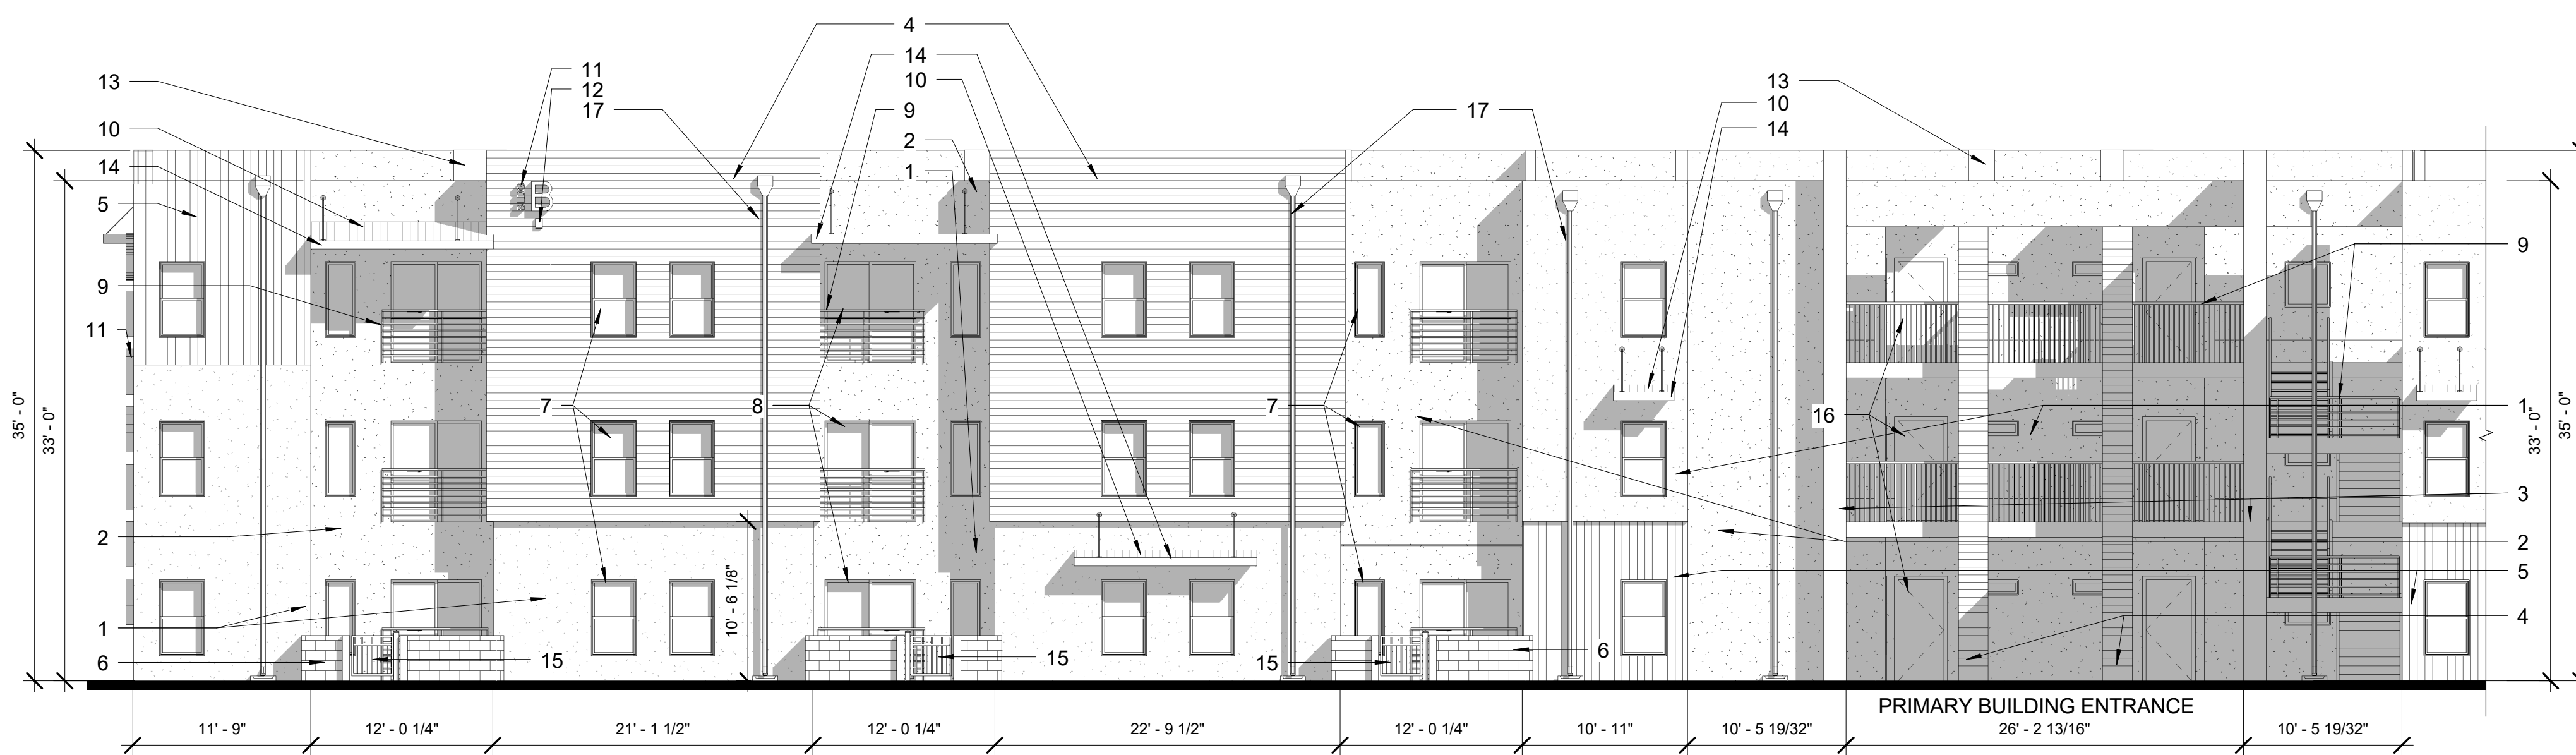 4
14
10
9
2
1
13
10
14
5
9
11
2
1
6
11
12
17
B
17
13
10
14
9
1
3
2
5
4
7
8
7
16
15
15
15
6
35' - 0"
33' - 0"
10' - 6 1/8"
33' - 0"
35' - 0"
PRIMARY BUILDING ENTRANCE
11' - 9"
12' - 0 1/4"
21' - 1 1/2"
12' - 0 1/4"
22' - 9 1/2"
12' - 0 1/4"
10' - 11"
10' - 5 19/32"
26' - 2 13/16"
10' - 5 19/32"